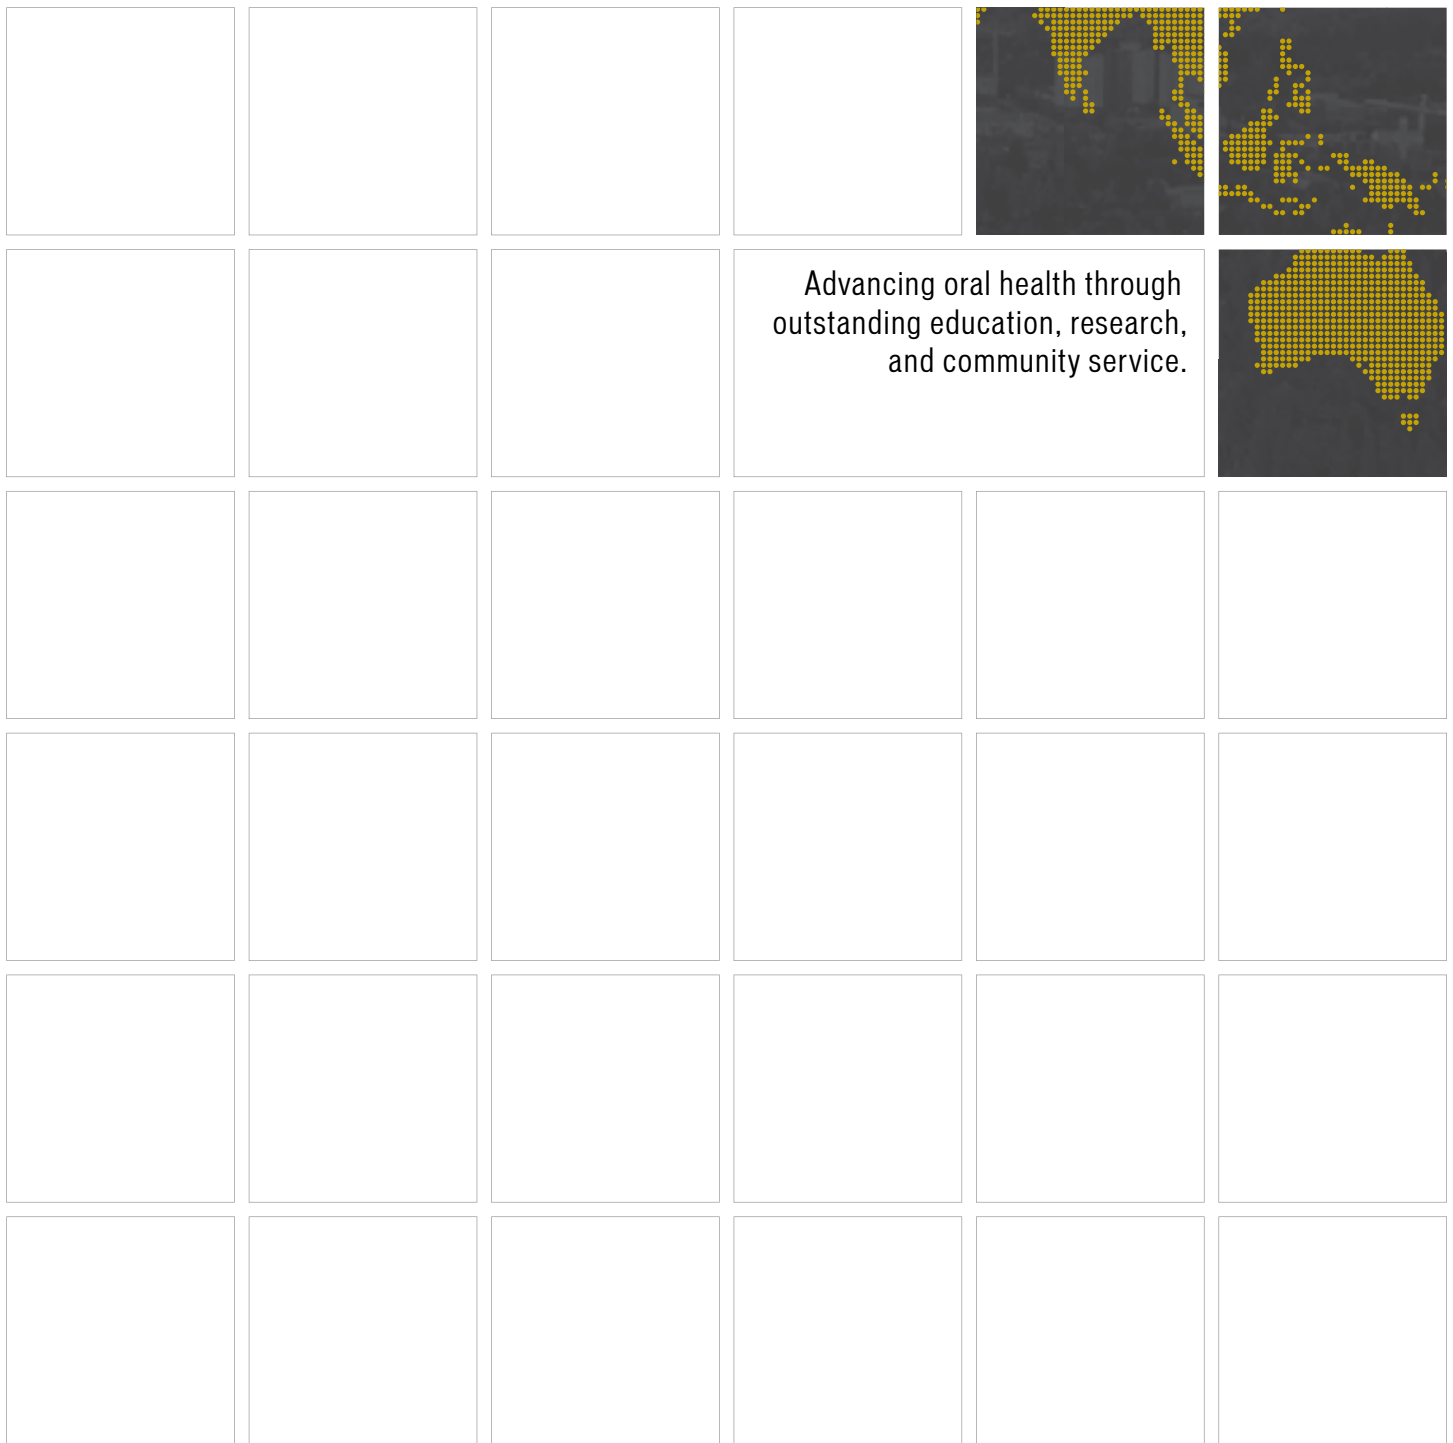 Advancing oral health through
outstanding education, research,
and community service.